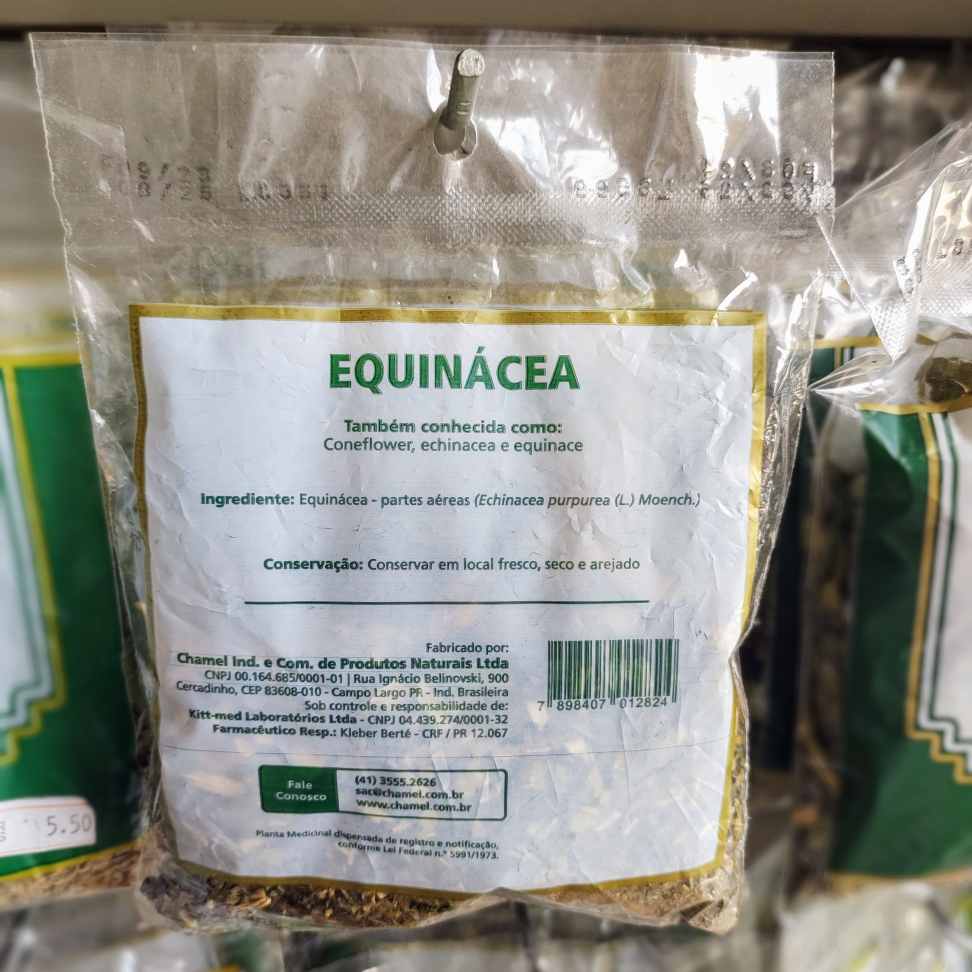 EQUINÁCEA
Também conhecida como:
Coneflower, echinacea e equinace
Ingrediente: Equinácea - partes aéreas (Echinacea purpurea (L.) Moench.)
Conservação: Conservar em local fresco, seco e arejado
Fabricado por:
Chamel Ind. e Com. de Produtos Naturais Ltda
CNPJ 00.164.685/0001-01 | Rua Ignácio Belinovski, 900
Cercadinho, CEP 83608-010 - Campo Largo PR - Ind. Brasileira
Sob controle e responsabilidade de:
Kitt-med Laboratórios Ltda - CNPJ 04.439.274/0001-32
Farmacêutico Resp.: Kleber Berté - CRF / PR 12.067
7 898407 012824
Fale
Conosco
(41) 3555.2626
sac@chamel.com.br
www.chamel.com.br
Planta Medicinal dispensada de registro e notificação,
conforme Lei Federal n.º 5991/1973.
5.50